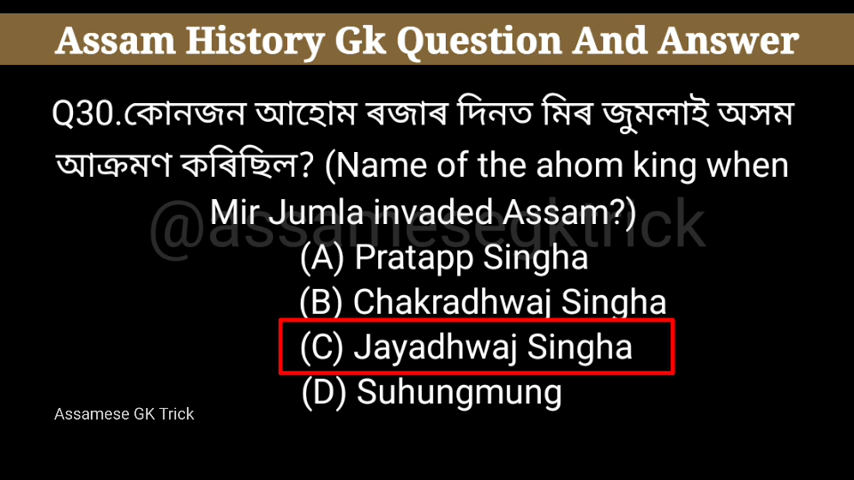 Assam History Gk Question And Answer
Q30.কোনজন আহোম ৰজাৰ দিনত মিৰ জুমলাই অসম
আক্ৰমণ কৰিছিল? (Name of the ahom king when
Mir Jumla invaded Assam?)
@assamesegktrick
(A) Pratapp Singha
(B) Chakradhwaj Singha
(C) Jayadhwaj Singha
(D) Suhungmung
Assamese GK Trick